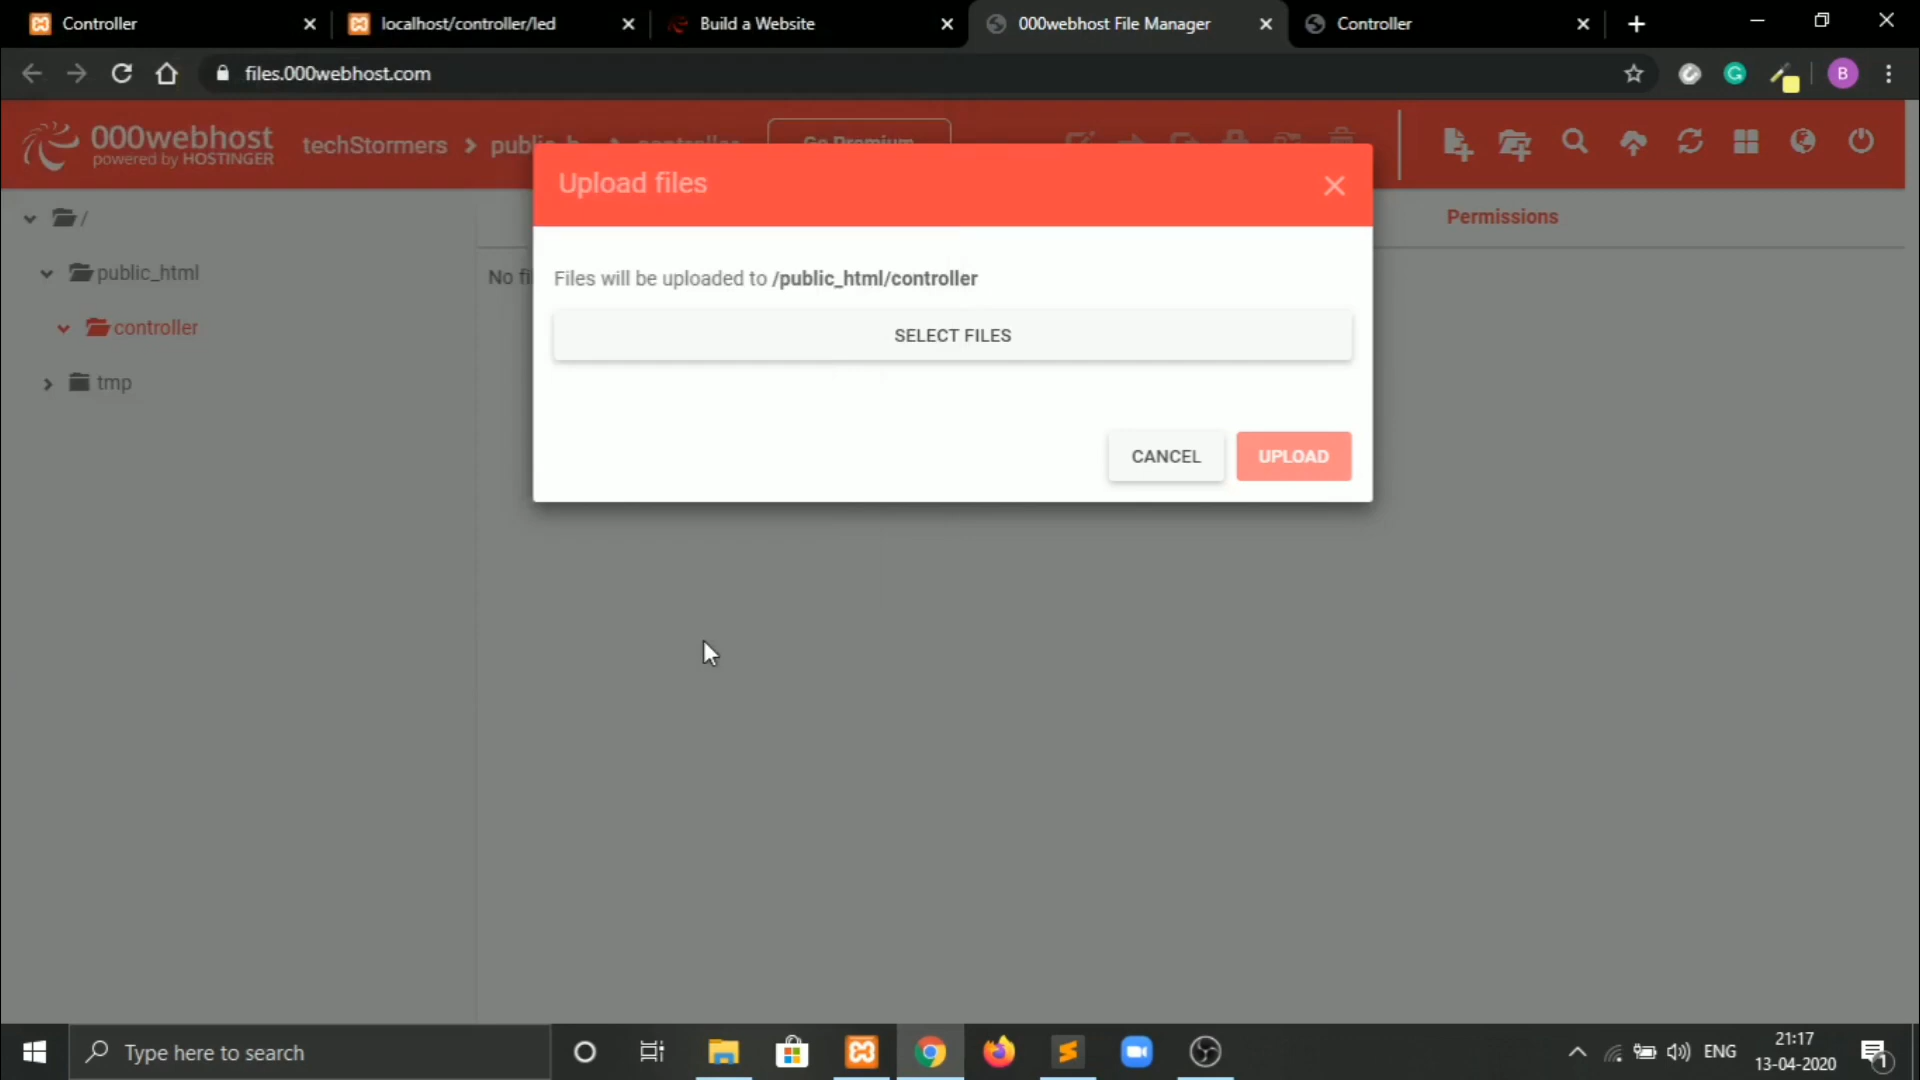 Controller
localhost/controller/led
Build a Website
000webhost File Manager
Controller
files.000webhost.com
B
000webhost
powered by HOSTINGER
techStormers
Upload files
/
Permissions
public_html
No
Files will be uploaded to /public_html/controller
controller
SELECT FILES
tmp
CANCEL
UPLOAD
Type here to search
ENG
21:17
13-04-2020
1